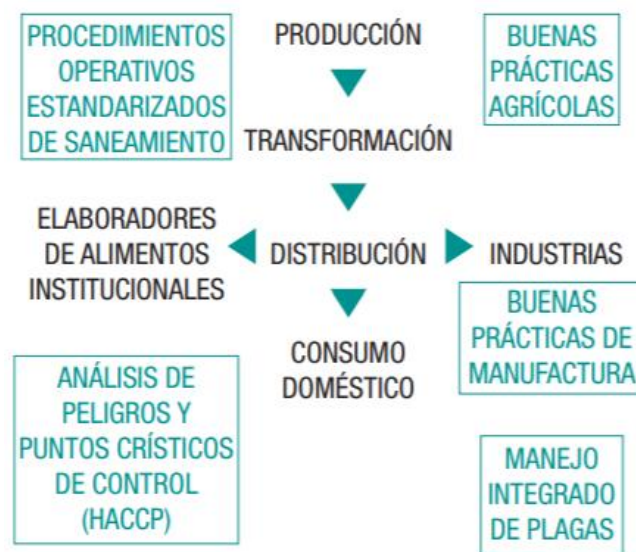 PROCEDIMIENTOS
OPERATIVOS
ESTANDARIZADOS
DE SANEAMIENTO
PRODUCCIÓN
BUENAS
PRÁCTICAS
AGRÍCOLAS
TRANSFORMACIÓN
ELABORADORES
DE ALIMENTOS
INSTITUCIONALES
DISTRIBUCIÓN
INDUSTRIAS
BUENAS
PRÁCTICAS DE
MANUFACTURA
CONSUMO
DOMÉSTICO
ANÁLISIS DE
PELIGROS Y
PUNTOS CRÍSTICOS
DE CONTROL
(HACCP)
MANEJO
INTEGRADO
DE PLAGAS